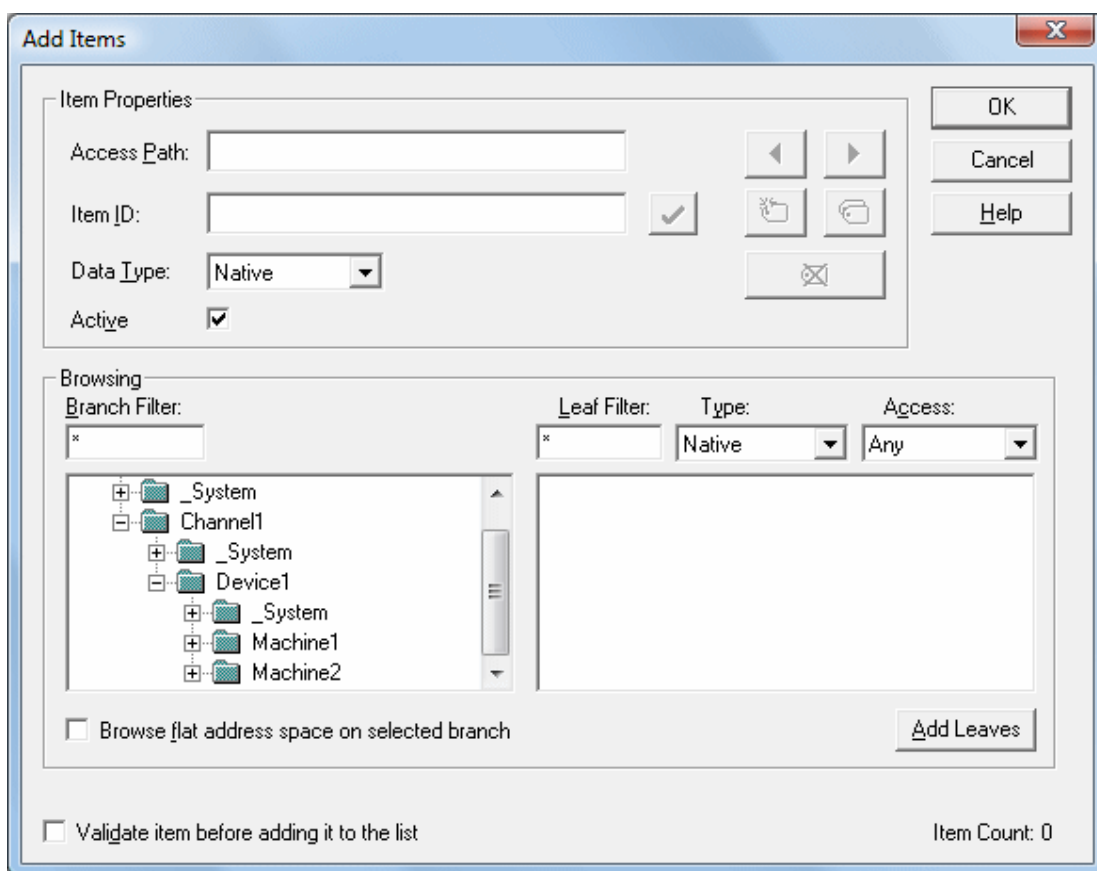 Add Items
Item Properties
OK
Access Path:
Cancel
Item ID:
Help
Data Type: Native
Active
Browsing
Branch Filter: Leaf Filter: Type: Access:
* * Native Any
_System
Channel1
_System
Device1
_System
Machine1
Machine2
Browse flat address space on selected branch Add Leaves
Validate item before adding it to the list Item Count: 0